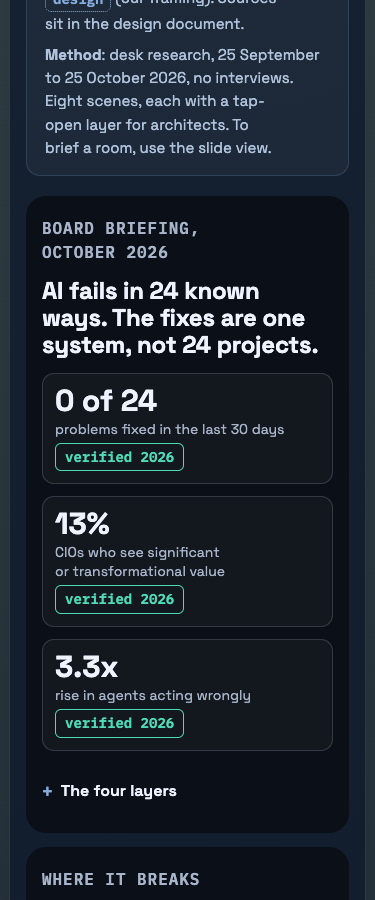 design (our framing). Sources
sit in the design document.
Method: desk research, 25 September
to 25 October 2026, no interviews.
Eight scenes, each with a tap-
open layer for architects. To
brief a room, use the slide view.
BOARD BRIEFING,
OCTOBER 2026
AI fails in 24 known
ways. The fixes are one
system, not 24 projects.
0 of 24
problems fixed in the last 30 days
verified 2026
13%
CIOs who see significant
or transformational value
verified 2026
3.3x
rise in agents acting wrongly
verified 2026
+ The four layers
WHERE IT BREAKS